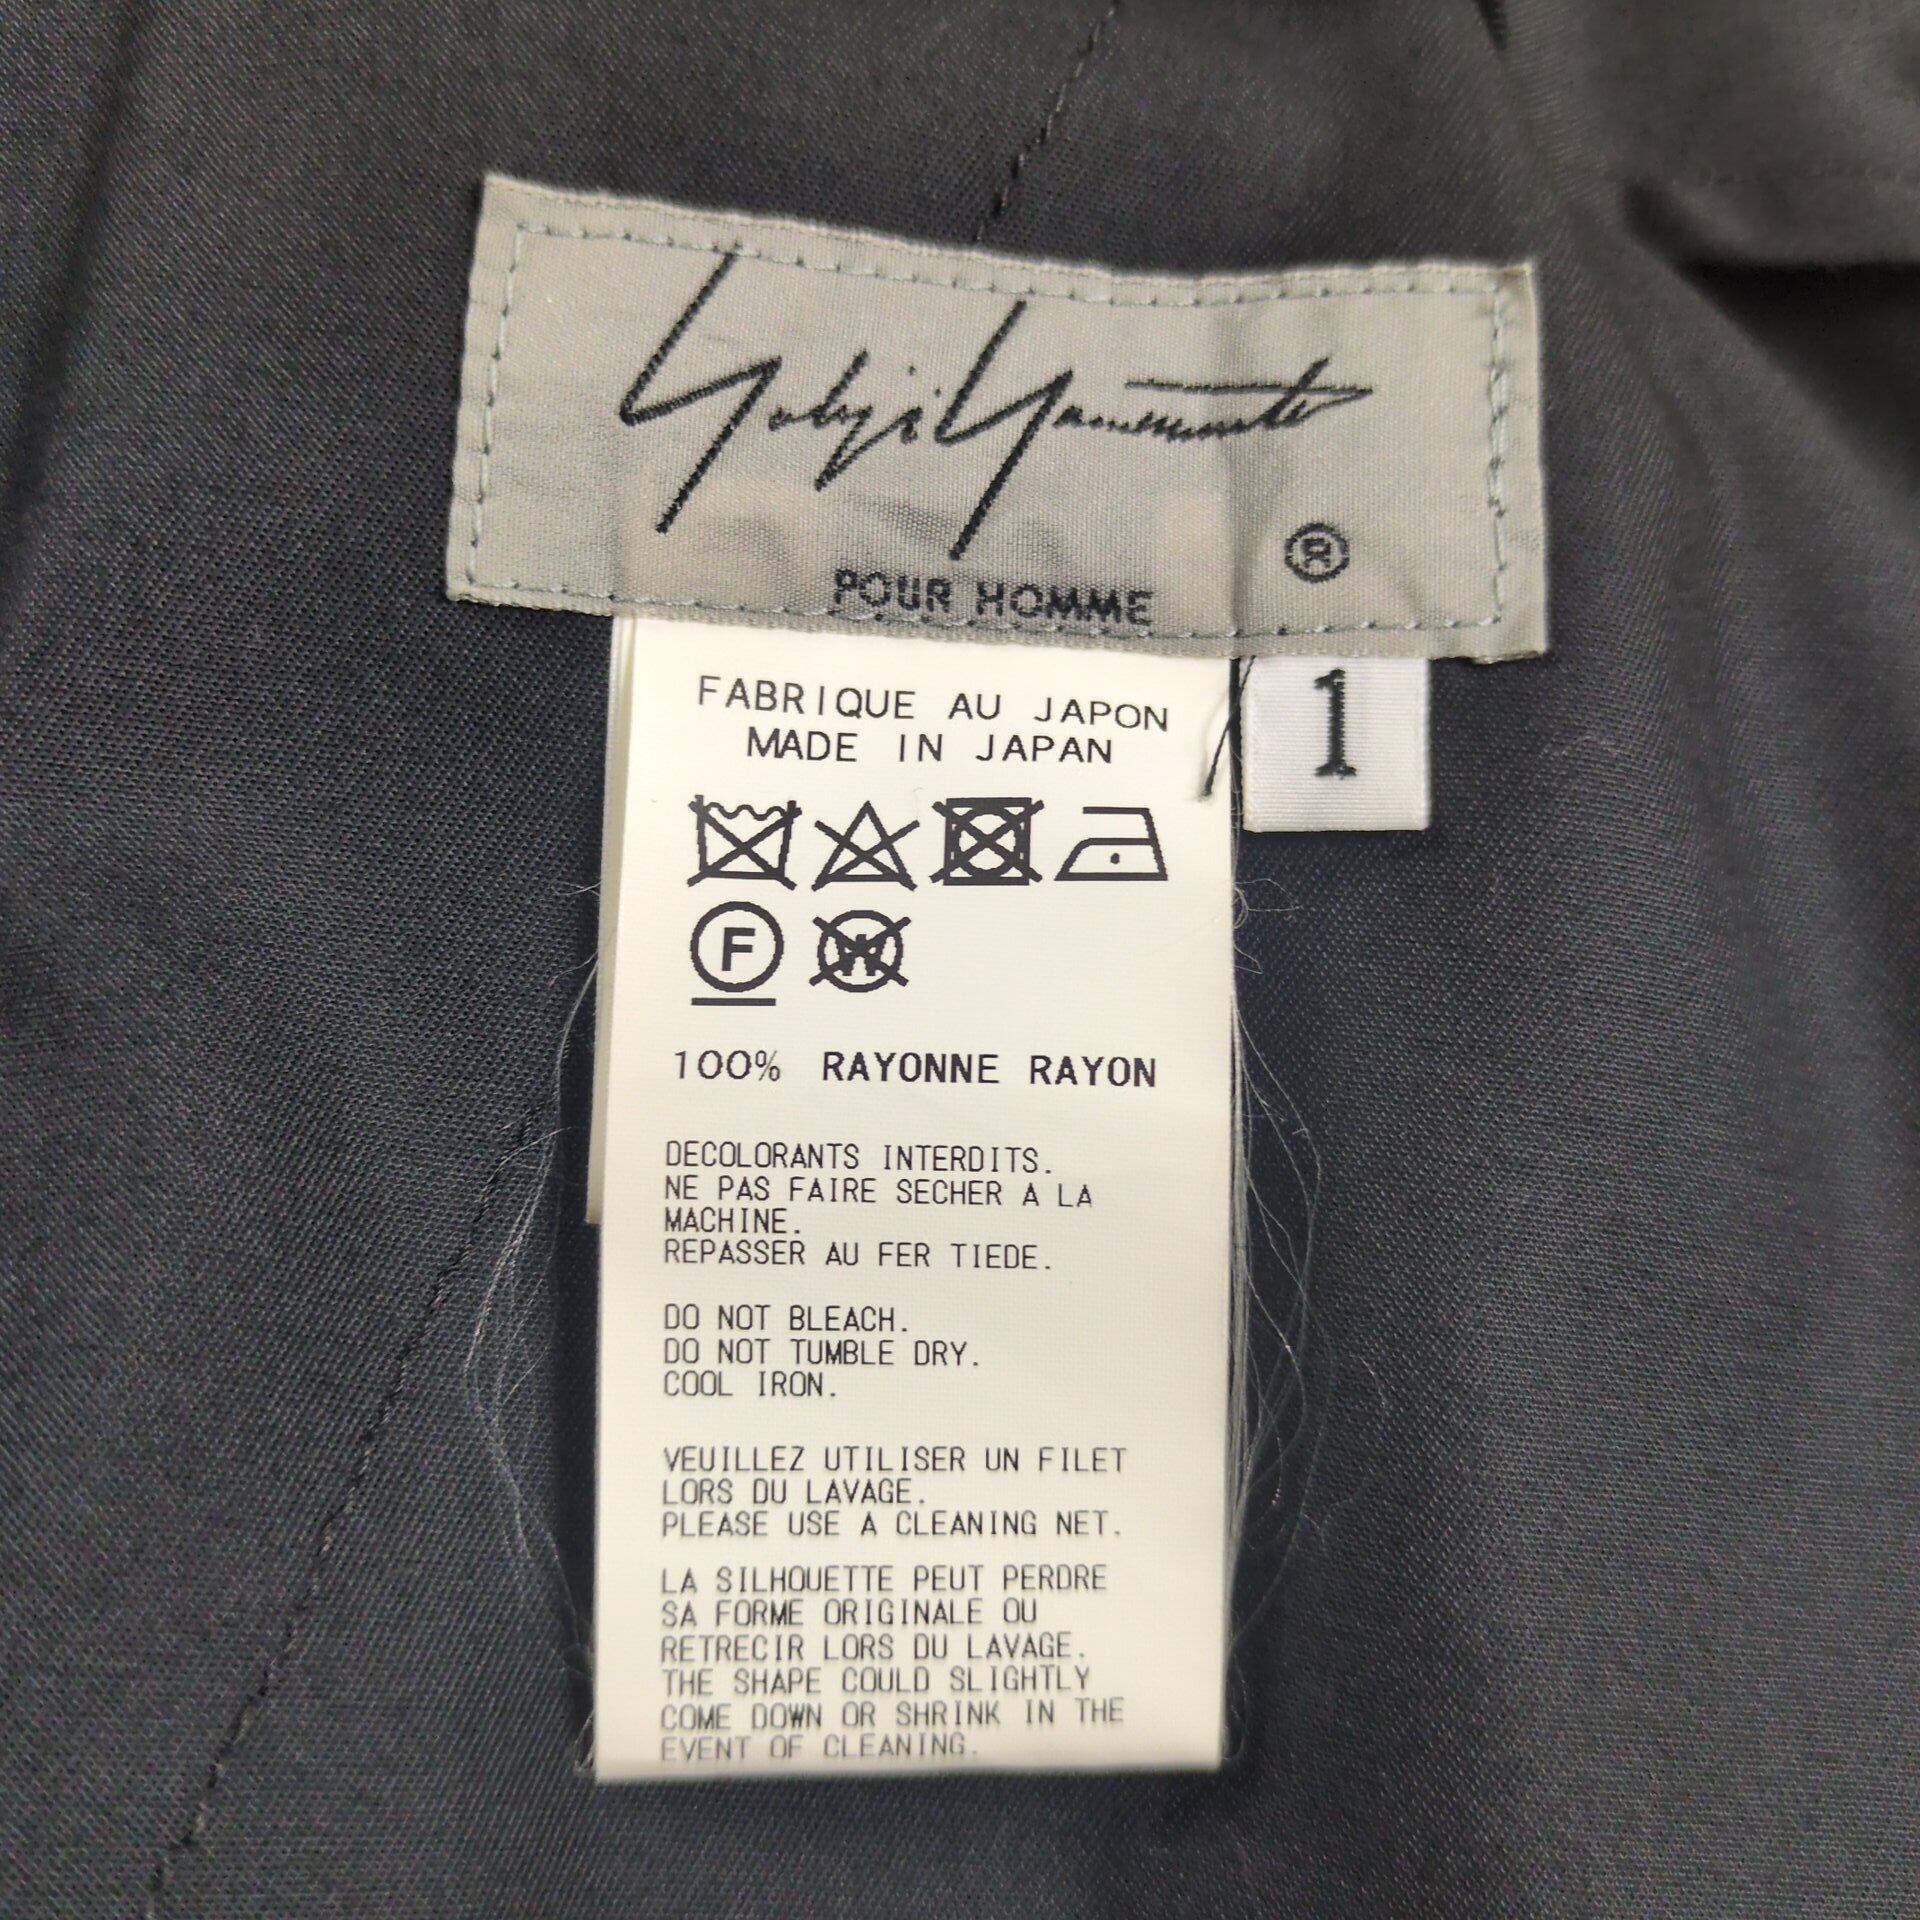 Yohji Yamamoto
®
POUR HOMME
1
FABRIQUE AU JAPON
MADE IN JAPAN
F
W
100% RAYONNE RAYON
DECOLORANTS INTERDITS.
NE PAS FAIRE SECHER A LA
MACHINE.
REPASSER AU FER TIEDE.
DO NOT BLEACH.
DO NOT TUMBLE DRY.
COOL IRON.
VEUILLEZ UTILISER UN FILET
LORS DU LAVAGE.
PLEASE USE A CLEANING NET.
LA SILHOUETTE PEUT PERDRE
SA FORME ORIGINALE OU
RETRECIR LORS DU LAVAGE.
THE SHAPE COULD SLIGHTLY
COME DOWN OR SHRINK IN THE
EVENT OF CLEANING.